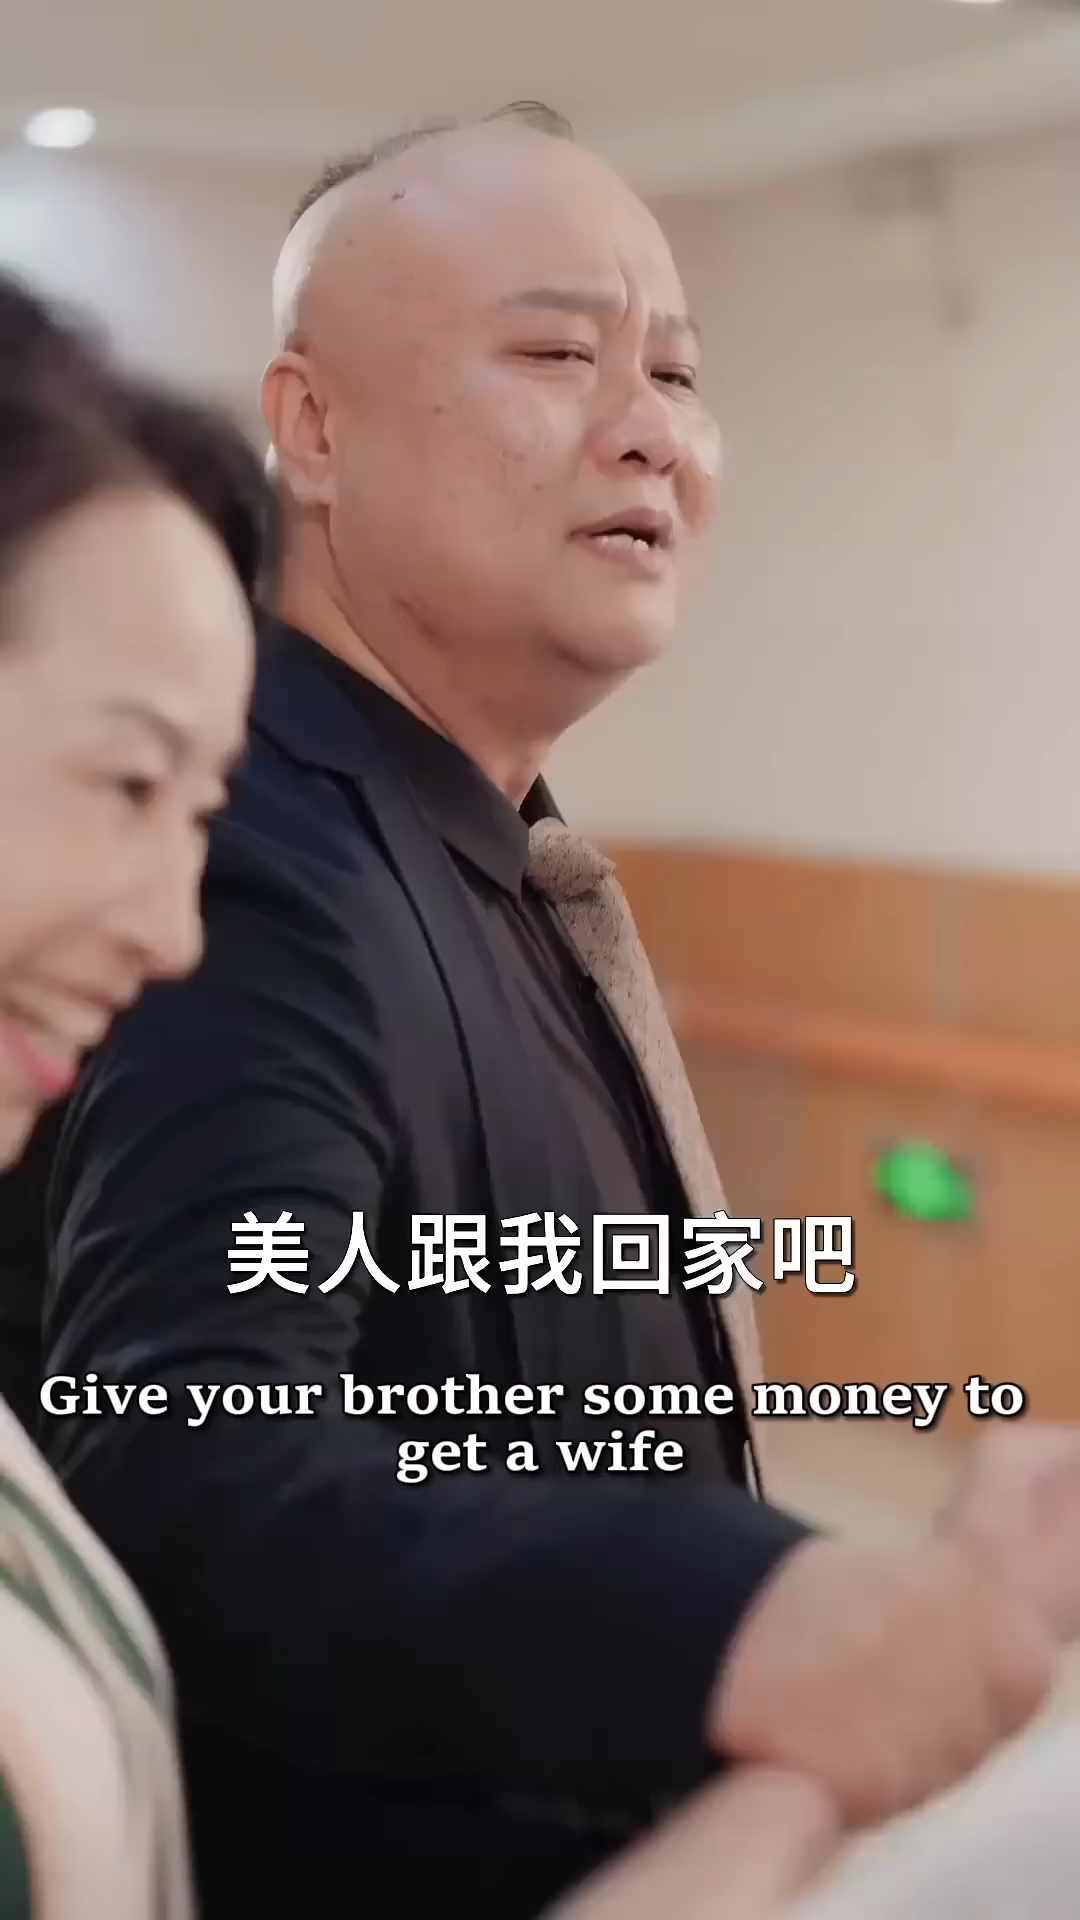 美人跟我回家吧
Give your brother some money to
get a wife